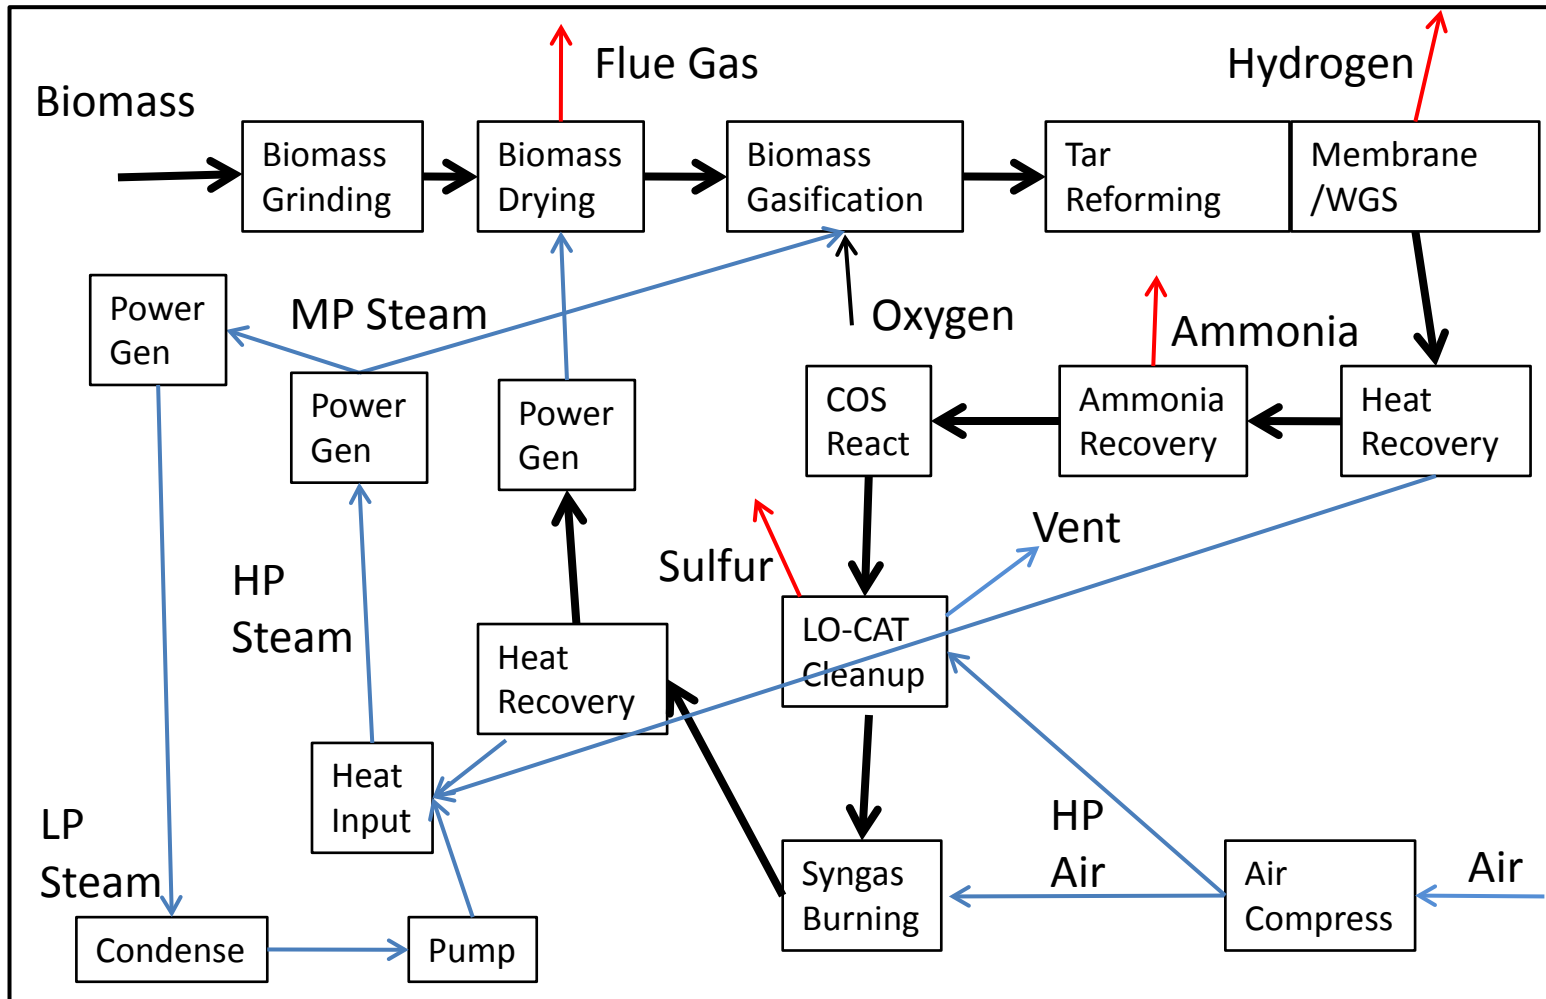 Flue Gas
Hydrogen
Biomass
Biomass
Grinding
Biomass
Drying
Biomass
Gasification
Tar
Reforming
Membrane
/WGS
Power
Gen
MP Steam
Oxygen
Ammonia
Power
Gen
Power
Gen
COS
React
Ammonia
Recovery
Heat
Recovery
Vent
Sulfur
HP
Steam
LO-CAT
Cleanup
Heat
Recovery
Heat
Input
LP
Steam
HP
Air
Syngas
Burning
Air
Compress
Air
Condense
Pump